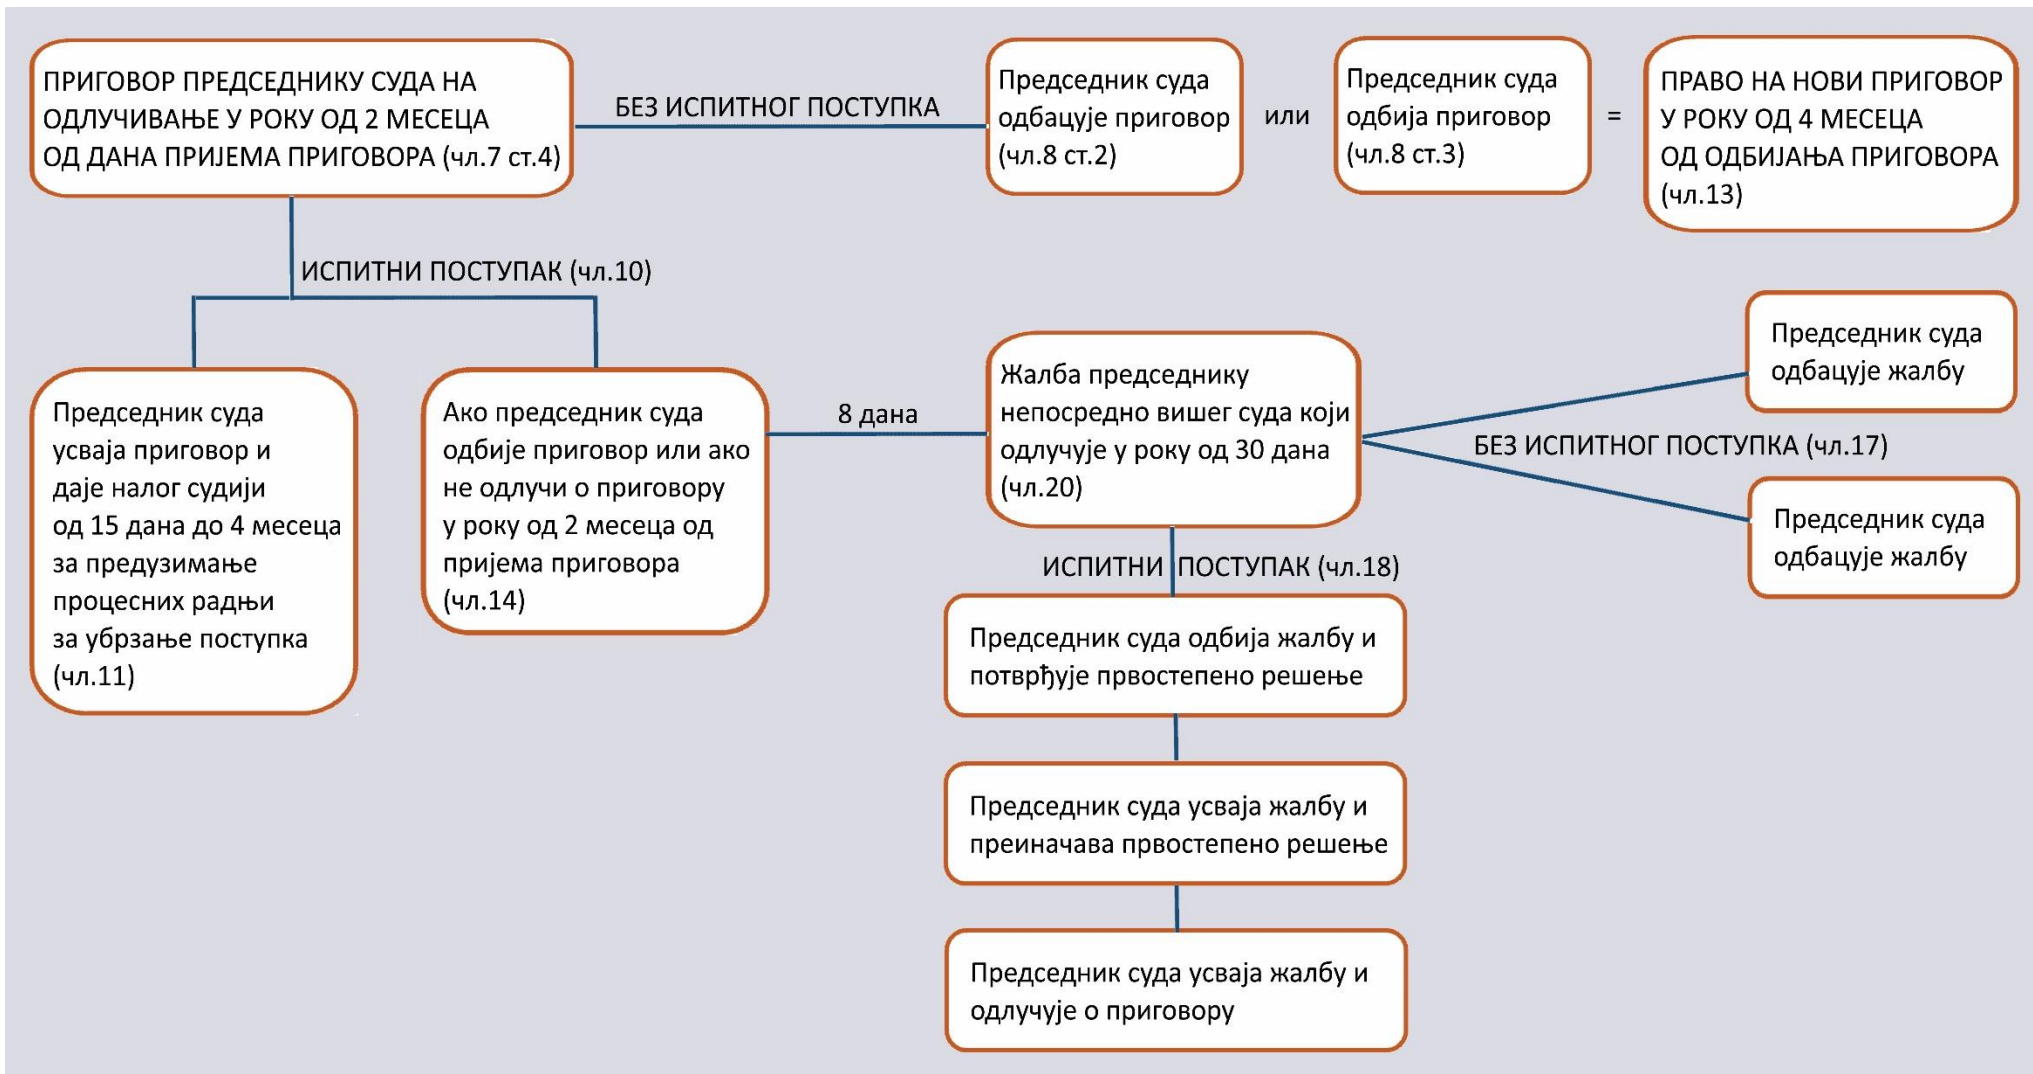 ПРИГОВОР ПРЕДСЕДНИКУ СУДА НА
ОДЛУЧИВАЊЕ У РОКУ ОД 2 МЕСЕЦА
ОД ДАНА ПРИЈЕМА ПРИГОВОРА (чл.7 ст.4)
БЕЗ ИСПИТНОГ ПОСТУПКА
Председник суда
одбацује приговор
(чл.8 ст.2)
или
Председник суда
одбија приговор
(чл.8 ст.3)
=
ПРАВО НА НОВИ ПРИГОВОР
У РОКУ ОД 4 МЕСЕЦА
ОД ОДБИЈАЊА ПРИГОВОРА
(чл.13)
ИСПИТНИ ПОСТУПАК (чл.10)
Председник суда
усваја приговор и
даје налог судији
од 15 дана до 4 месеца
за предузимање
процесних радњи
за убрзање поступка
(чл.11)
Ако председник суда
одбије приговор или ако
не одлучи о приговору
у року од 2 месеца од
пријема приговора
(чл.14)
8 дана
Жалба председнику
непосредно вишег суда који
одлучује у року од 30 дана
(чл.20)
Председник суда
одбацује жалбу
БЕЗ ИСПИТНОГ ПОСТУПКА (чл.17)
Председник суда
одбацује жалбу
ИСПИТНИ ПОСТУПАК (чл.18)
Председник суда одбија жалбу и
потврђује првостепено решење
Председник суда усваја жалбу и
преиначава првостепено решење
Председник суда усваја жалбу и
одлучује о приговору